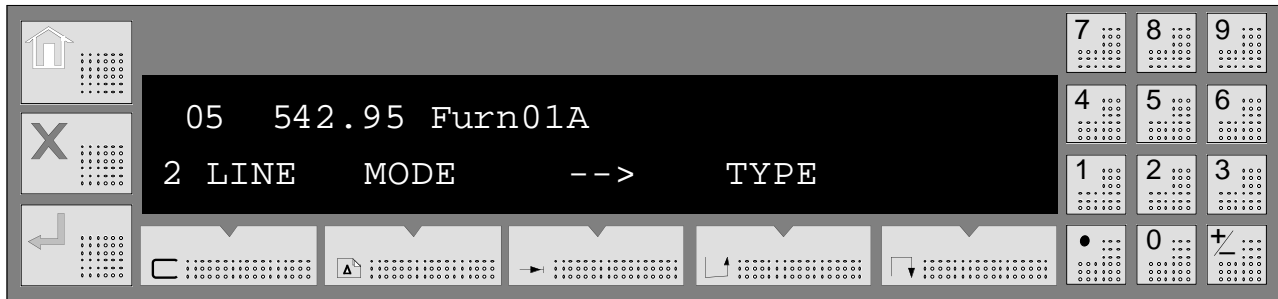 05 542.95 Furn01A
2 LINE MODE --> TYPE
X
7 8 9
4 5 6
1 2 3
• 0 +/-